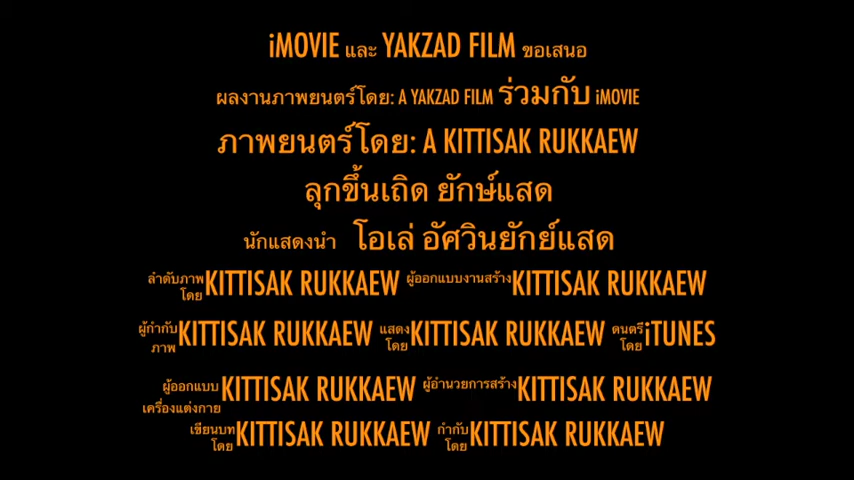 iMOVIE และ YAKZAD FILM ขอเสนอ
ผลงานภาพยนตร์โดย: A YAKZAD FILM ร่วมกับ iMOVIE
ภาพยนตร์โดย: A KITTISAK RUKKAEW
ลุกขึ้นเถิด ยักษ์แสด
นักแสดงนำ โอเล่ อัศวินยักย์แสด
ลำดับภาพโดย KITTISAK RUKKAEW ผู้ออกแบบงานสร้าง KITTISAK RUKKAEW
ผู้กำกับภาพ KITTISAK RUKKAEW แสดงโดย KITTISAK RUKKAEW ดนตรีโดย iTUNES
ผู้ออกแบบเครื่องแต่งกาย KITTISAK RUKKAEW ผู้อำนวยการสร้าง KITTISAK RUKKAEW
เขียนบทโดย KITTISAK RUKKAEW กำกับโดย KITTISAK RUKKAEW